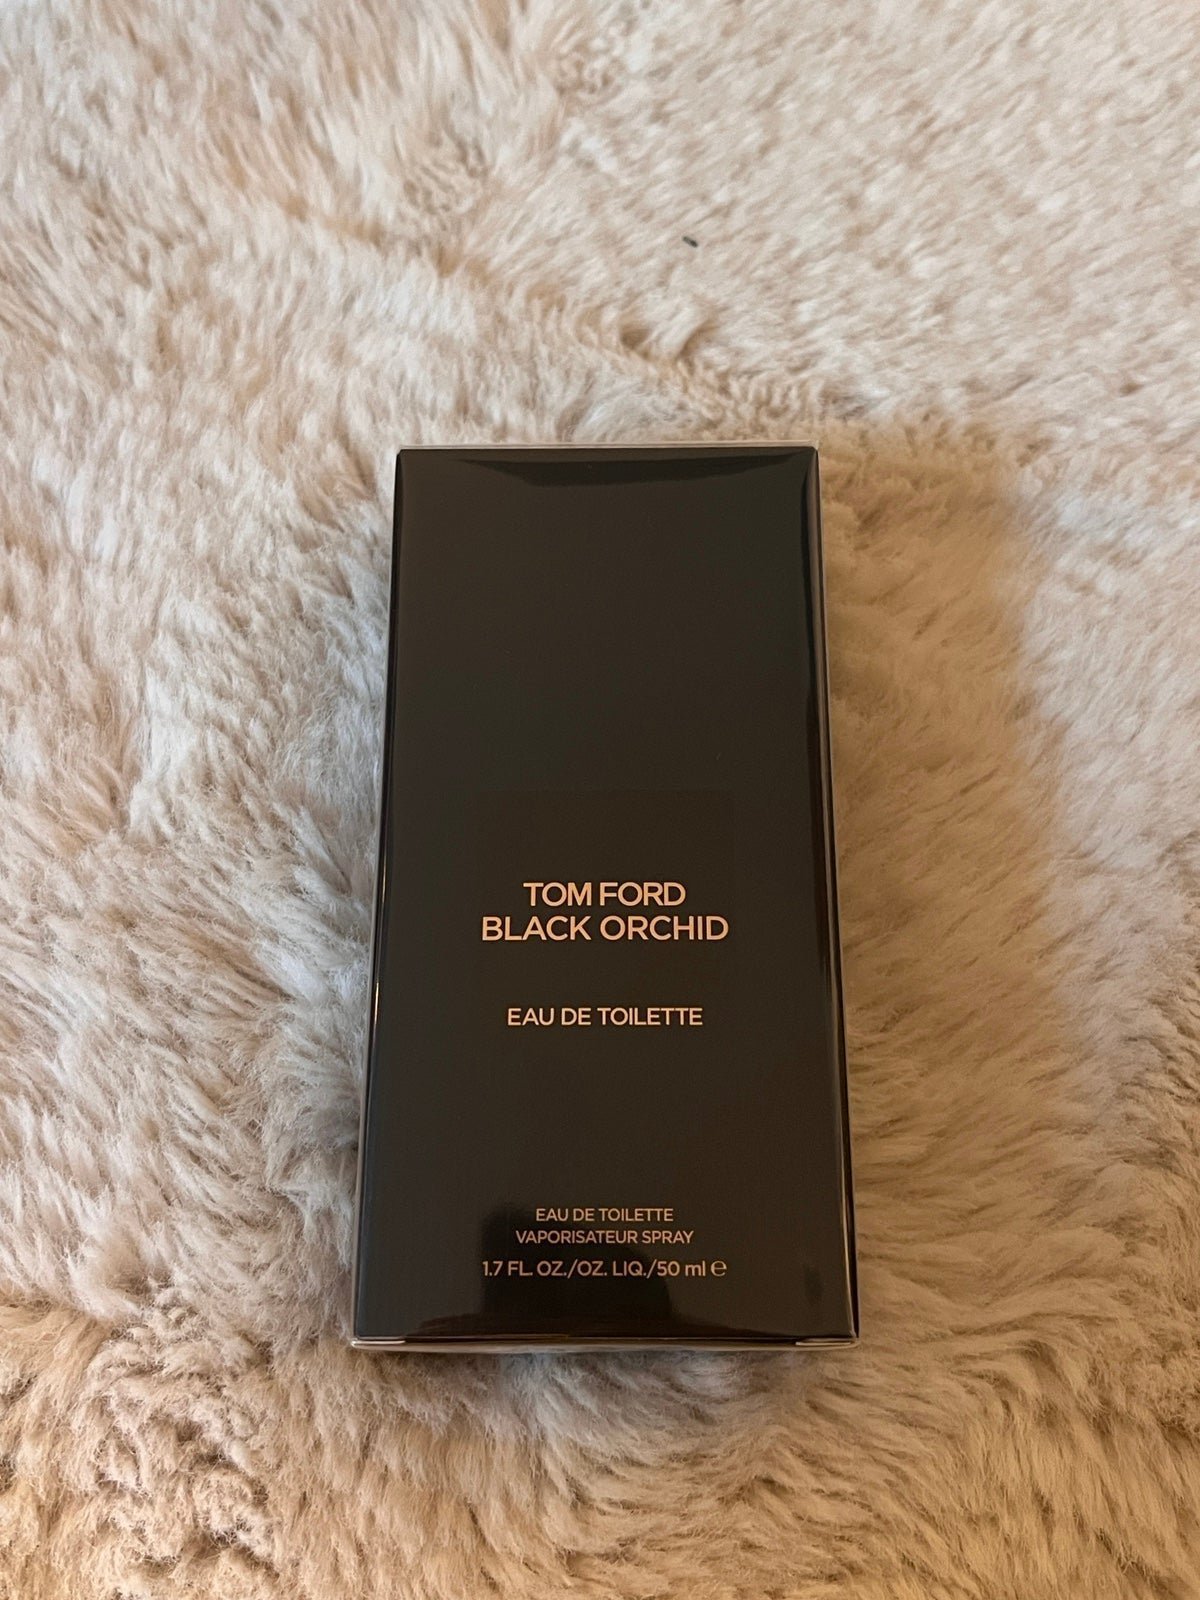 TOM FORD
BLACK ORCHID
EAU DE TOILETTE
EAU DE TOILETTE
VAPORISATEUR SPRAY
1.7 FL. OZ./OZ. LIQ./50 ml ℮